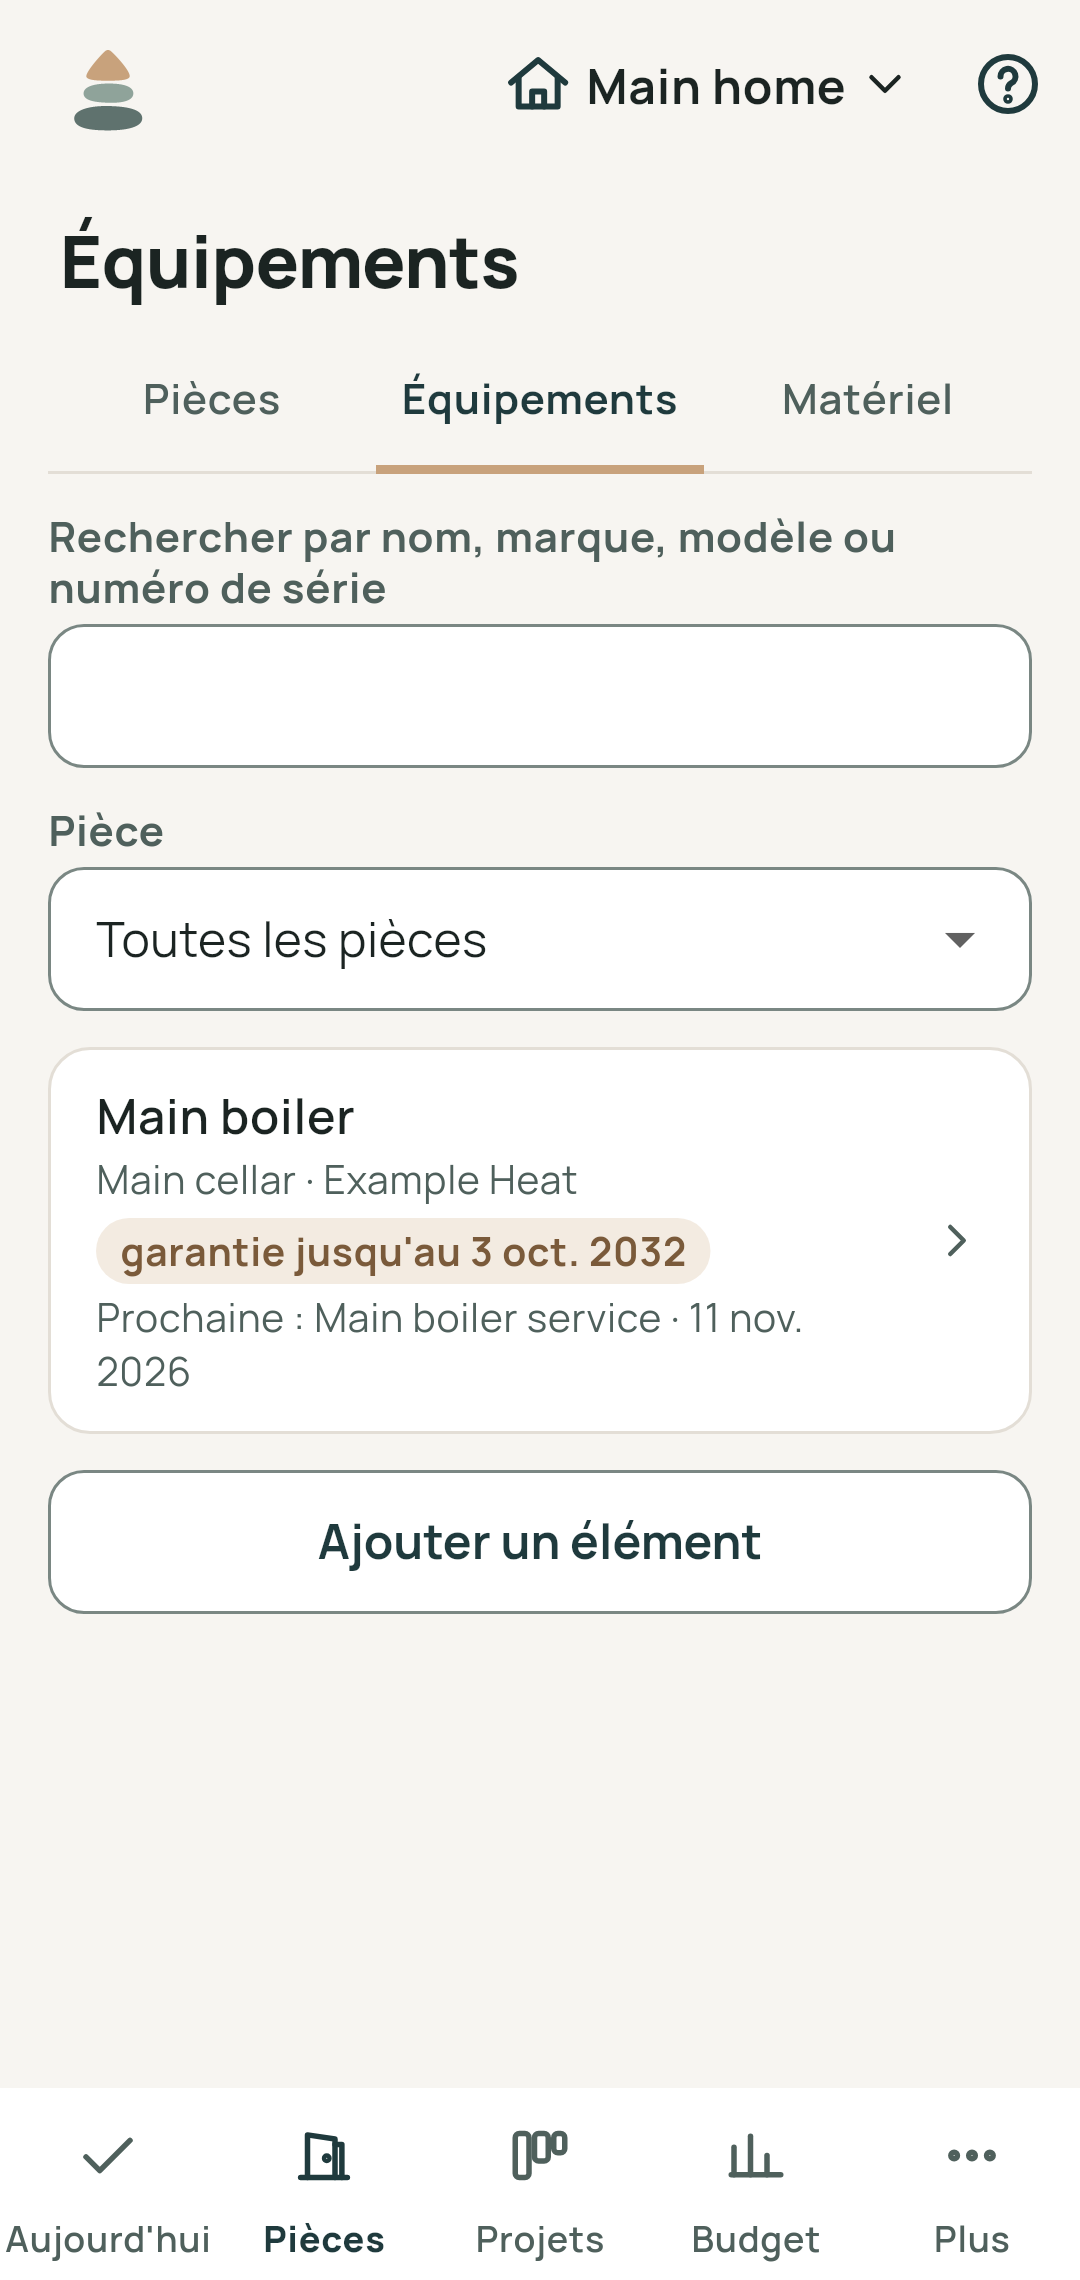 Main home
Équipements
Pièces
Équipements
Matériel
Rechercher par nom, marque, modèle ou
numéro de série
Pièce
Toutes les pièces
Main boiler
Main cellar · Example Heat
garantie jusqu'au 3 oct. 2032
Prochaine : Main boiler service · 11 nov.
2026
Ajouter un élément
Aujourd'hui
Pièces
Projets
Budget
Plus